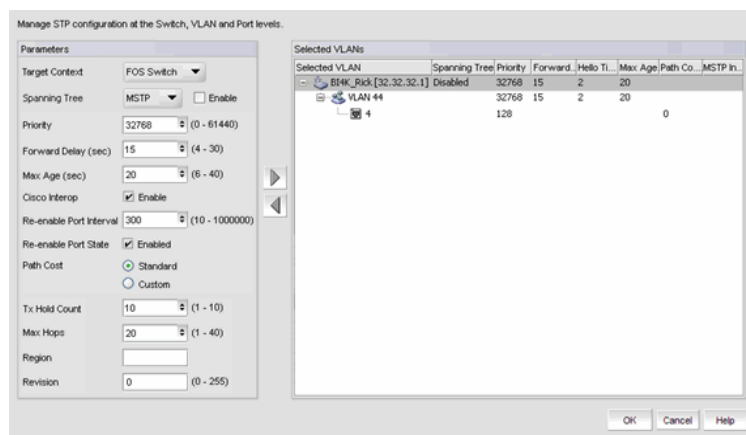 Manage STP configuration at the Switch, VLAN and Port levels.
Parameters
Target Context FOS Switch
Spanning Tree MSTP Enable
Priority 32768 (0 - 61440)
Forward Delay (sec) 15 (4 - 30)
Max Age (sec) 20 (6 - 40)
Cisco Interop Enable
Re-enable Port Interval 300 (10 - 1000000)
Re-enable Port State Enabled
Path Cost Standard
Custom
Tx Hold Count 10 (1 - 10)
Max Hops 20 (1 - 40)
Region
Revision 0 (0 - 255)
Selected VLANs
Selected VLAN Spanning Tree Priority Forward... Hello Ti... Max Age Path Co... MSTP In...
BI4K_Rick [32.32.32.1] Disabled 32768 15 2 20
VLAN 44 32768 15 2 20
4 128 0
OK Cancel Help